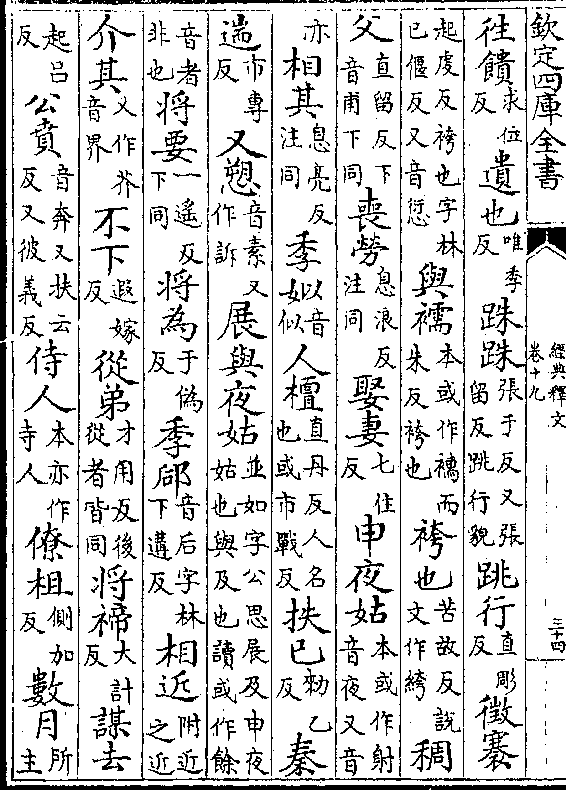 欽定四庫全書
往饋求位反遺也唯季反跦跦張于反又張留反跳行貌跳行直彫反徵褰
起虔反袴也字林已偃反又音愆與襦本或作襦而朱反袴也袴也苦故反說文作絝稠
父直留反下音甫下同喪勞息浪反注同娶妻七住反申夜姑本或作射音夜又音
亦相其息亮反注同季姒音似人檀直丹反人名也或市戰反抶已勑乙反秦
遄市專反又愬音素又作訴展與夜姑並如字公思展及申夜姑也與及也讀或作餘
音者非也將要一遙反下同將為于偽反季郈音后字林下遘反相近附近之近
介其又作芥音界不下遐嫁反從弟才用反後從者皆同將禘大計反謀去
起呂反公賁音奔又扶云反又彼義反侍人本亦作寺人僚柤側加反數月所主
經典釋文
卷十九
三十四